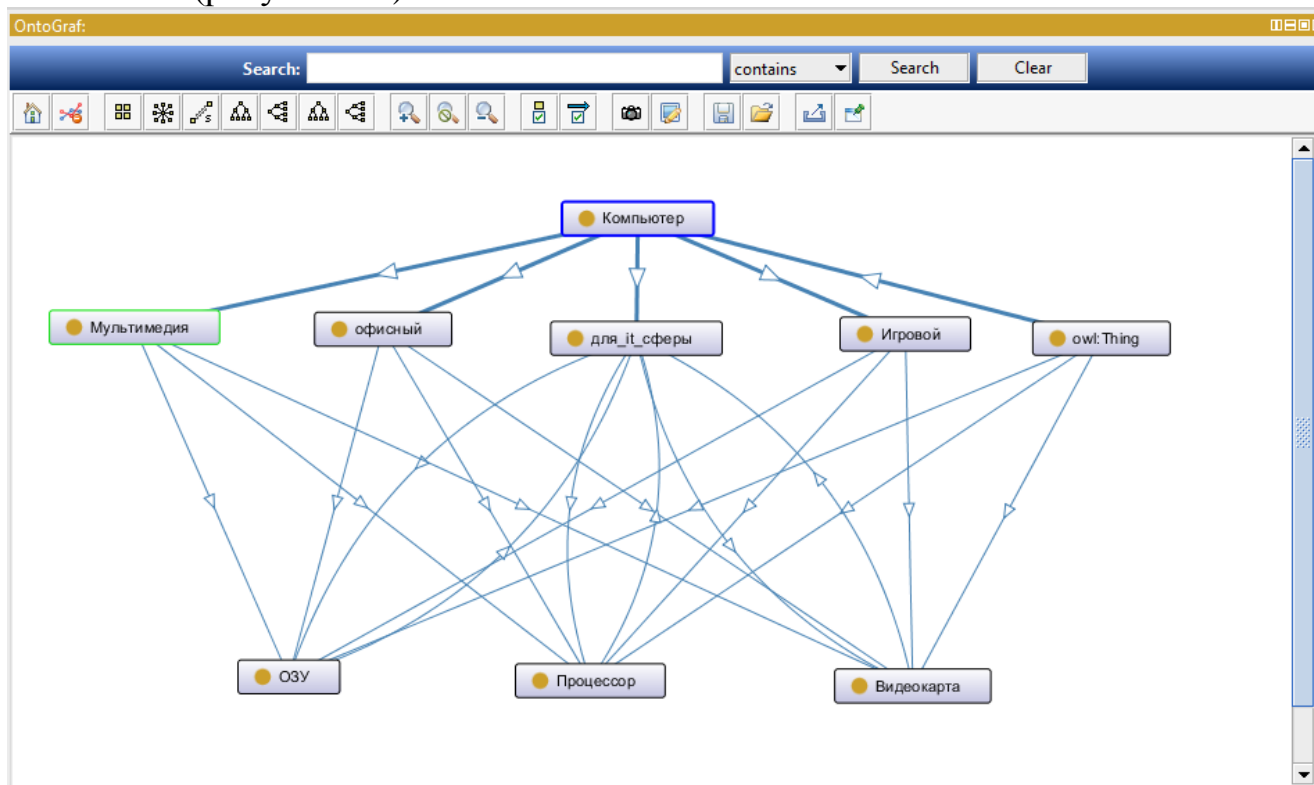 OntoGraf:
Search: contains Search Clear
Компьютер
Мультимедия
офисный
для_it_сферы
Игровой
owl:Thing
ОЗУ
Процессор
Видеокарта